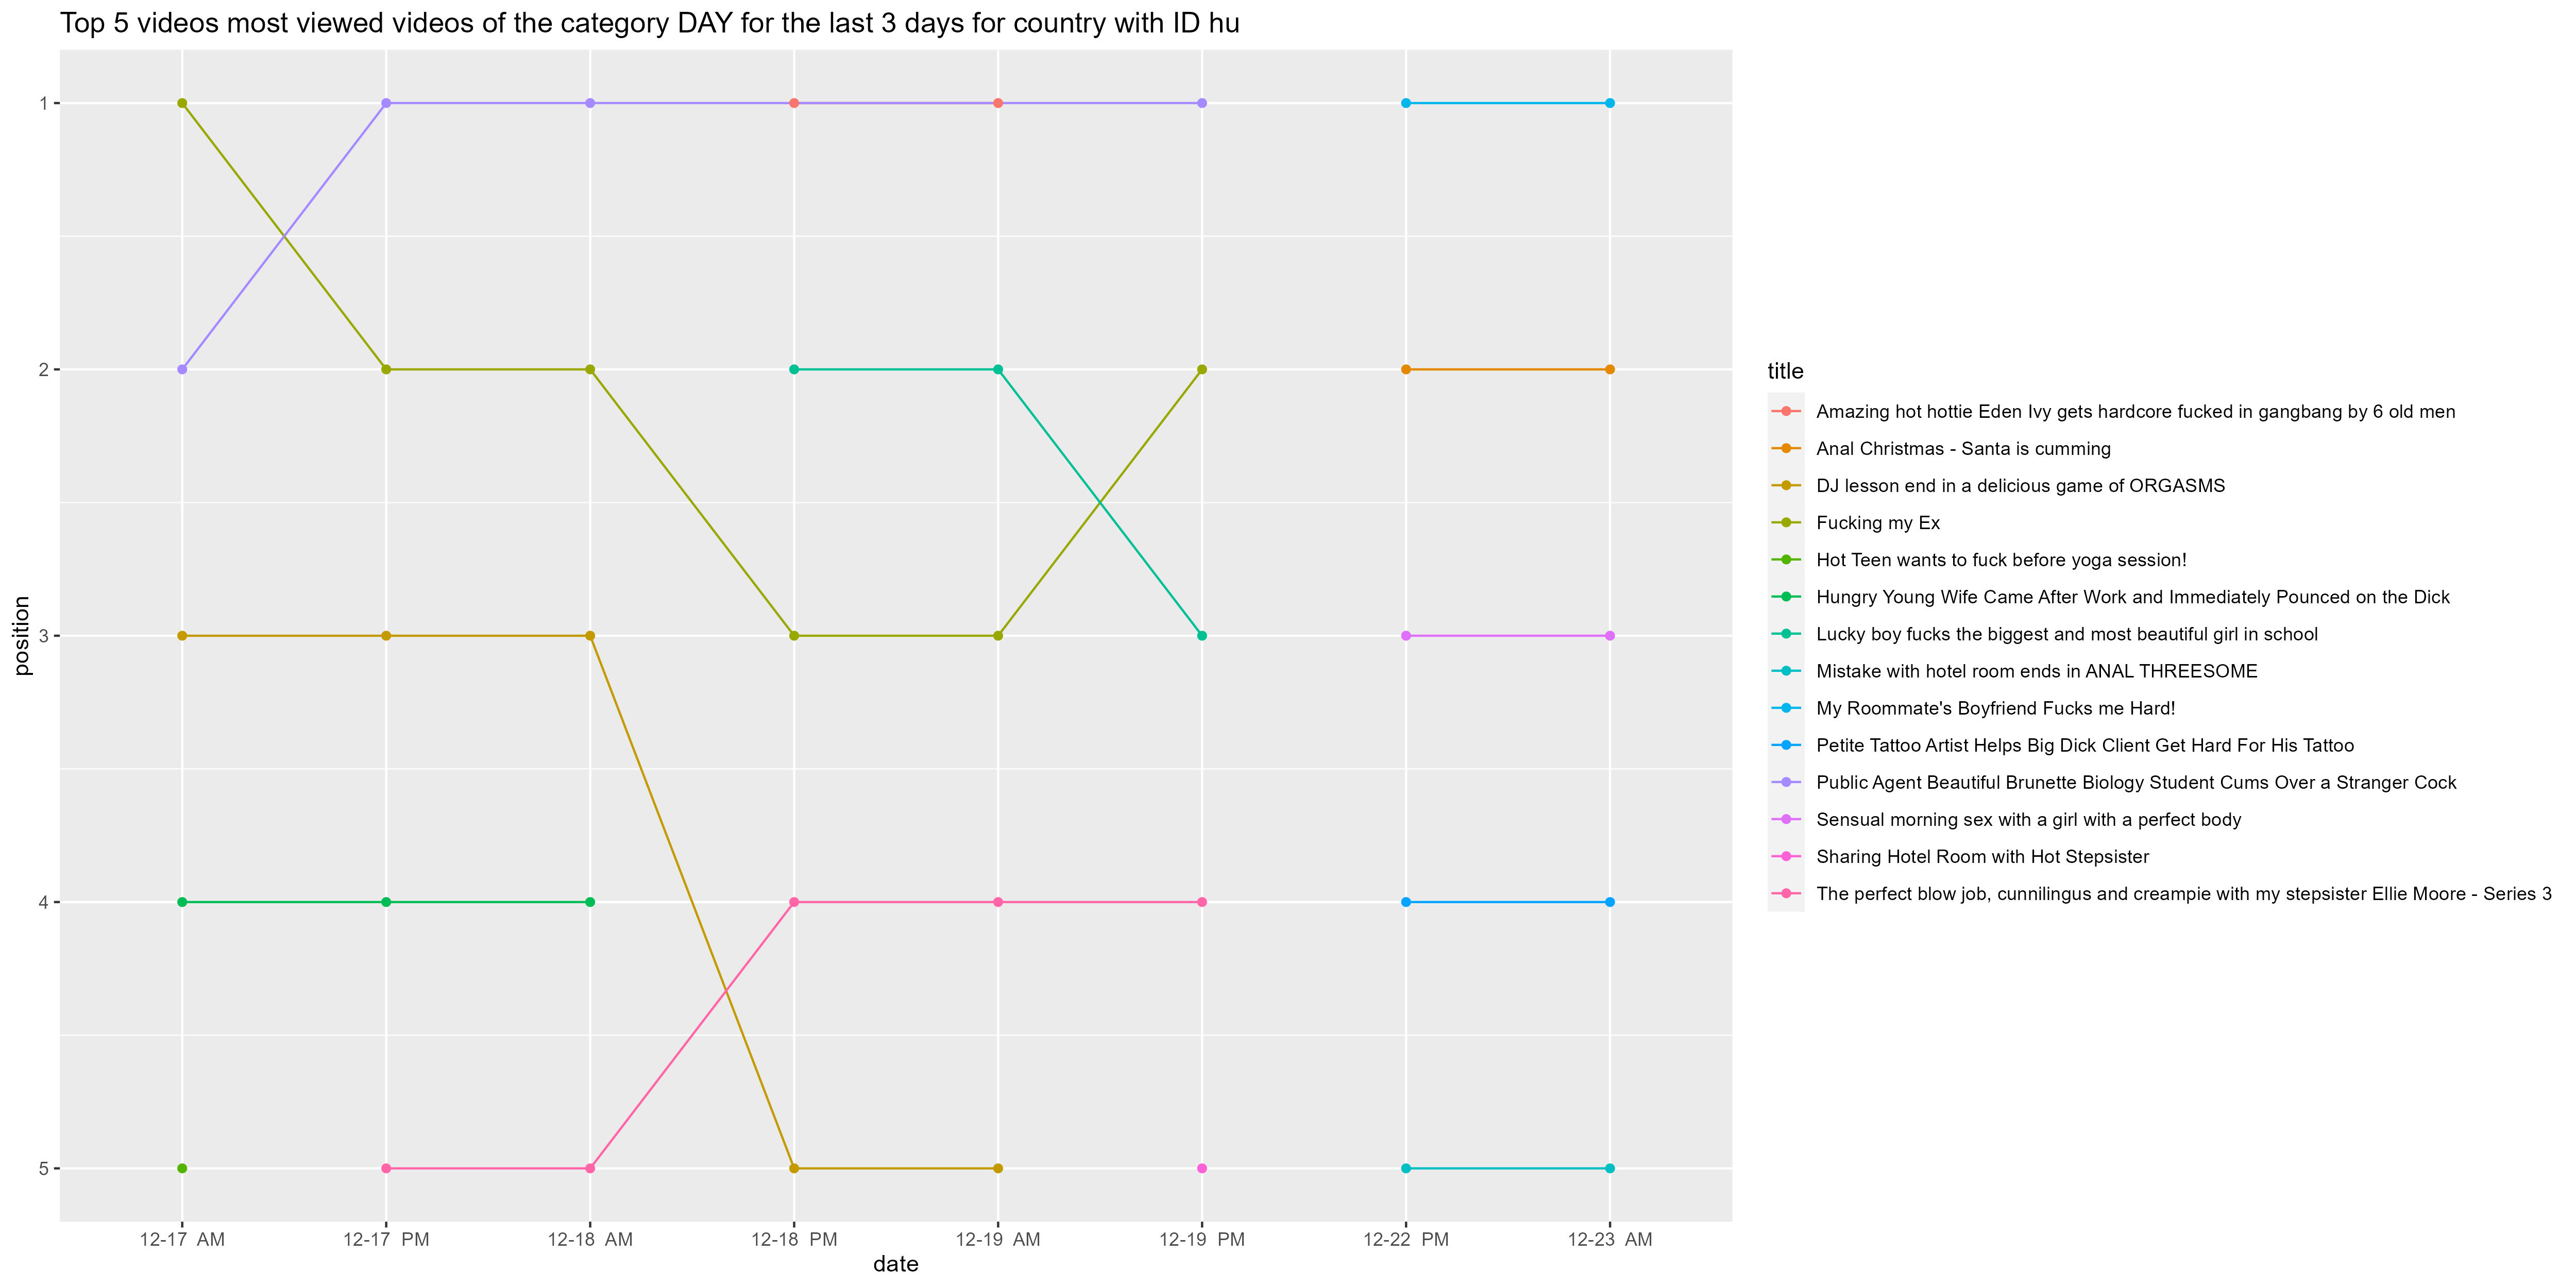 Top 5 videos most viewed videos of the category DAY for the last 3 days for country with ID hu
position
1
2
3
4
5
12-17 AM
12-17 PM
12-18 AM
12-18 PM
12-19 AM
12-19 PM
12-22 PM
12-23 AM
date
title
Amazing hot hottie Eden Ivy gets hardcore fucked in gangbang by 6 old men
Anal Christmas - Santa is cumming
DJ lesson end in a delicious game of ORGASMS
Fucking my Ex
Hot Teen wants to fuck before yoga session!
Hungry Young Wife Came After Work and Immediately Pounced on the Dick
Lucky boy fucks the biggest and most beautiful girl in school
Mistake with hotel room ends in ANAL THREESOME
My Roommate's Boyfriend Fucks me Hard!
Petite Tattoo Artist Helps Big Dick Client Get Hard For His Tattoo
Public Agent Beautiful Brunette Biology Student Cums Over a Stranger Cock
Sensual morning sex with a girl with a perfect body
Sharing Hotel Room with Hot Stepsister
The perfect blow job, cunnilingus and creampie with my stepsister Ellie Moore - Series 3